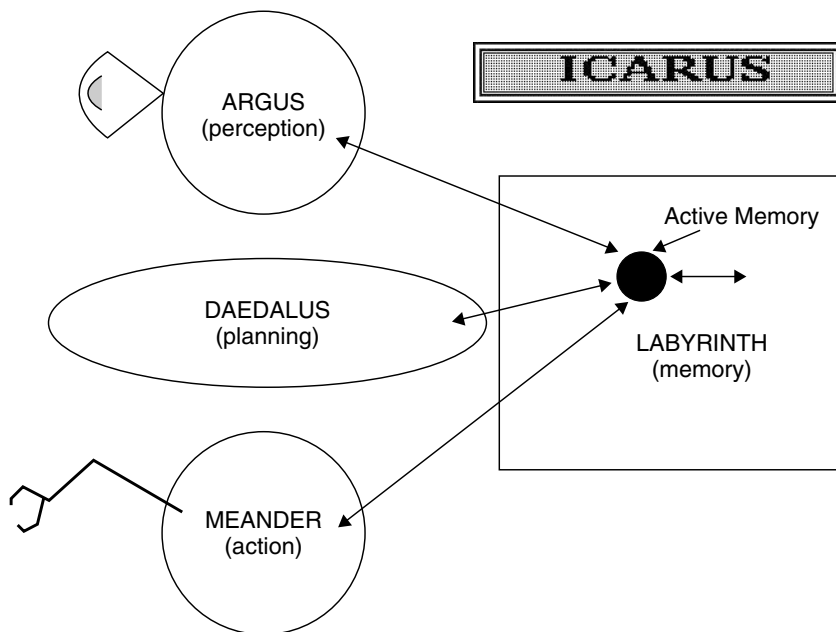 ICARUS
ARGUS
(perception)
Active Memory
DAEDALUS
(planning)
LABYRINTH
(memory)
MEANDER
(action)